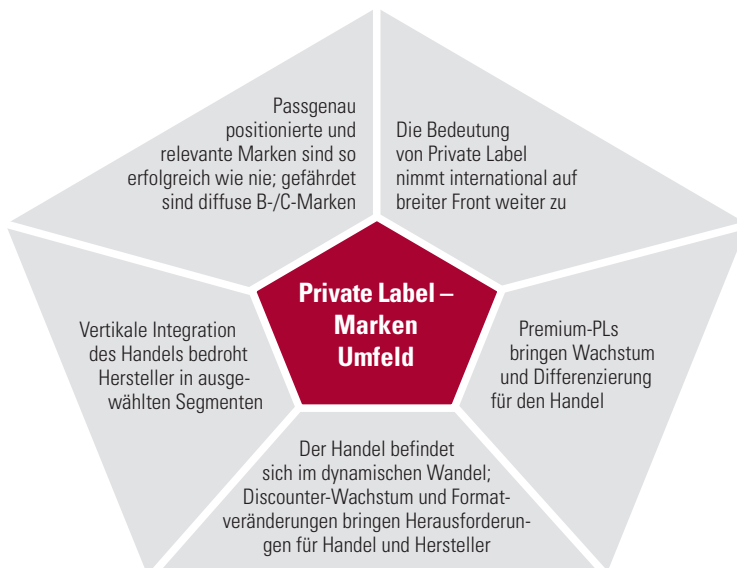 Passgenau
positionierte und
relevante Marken sind so
erfolgreich wie nie; gefährdet
sind diffuse B-/C-Marken
Die Bedeutung
von Private Label
nimmt international auf
breiter Front weiter zu
Private Label –
Marken
Umfeld
Vertikale Integration
des Handels bedroht
Hersteller in ausge-
wählten Segmenten
Premium-PLs
bringen Wachstum
und Differenzierung
für den Handel
Der Handel befindet
sich im dynamischen Wandel;
Discounter-Wachstum und Format-
veränderungen bringen Herausforderun-
gen für Handel und Hersteller